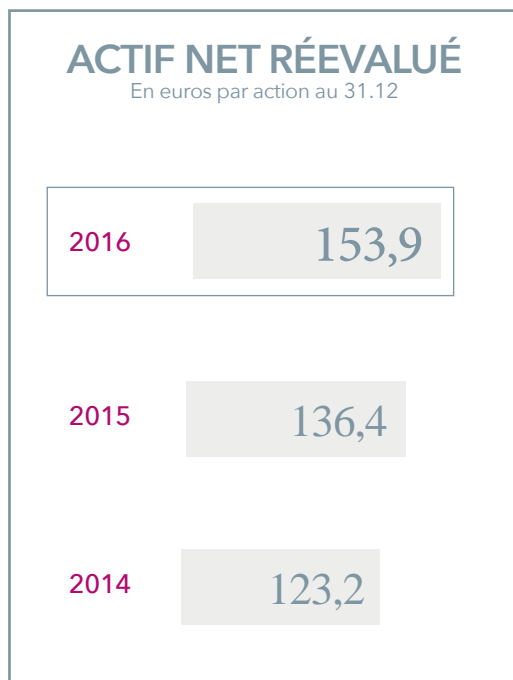 ACTIF NET RÉEVALUÉ
En euros par action au 31.12
2016 153,9
2015 136,4
2014 123,2